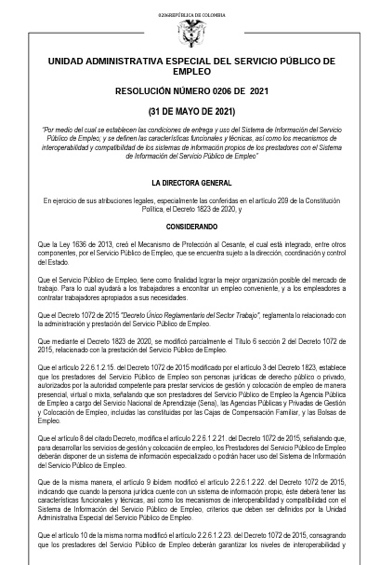 0206REPÚBLICA DE COLOMBIA
UNIDAD ADMINISTRATIVA ESPECIAL DEL SERVICIO PÚBLICO DE
EMPLEO
RESOLUCIÓN NÚMERO 0206 DE 2021
(31 DE MAYO DE 2021)
"Por medio del cual se establecen las condiciones de entrega y uso del Sistema de Información del Servicio
Público de Empleo, y se definen las características funcionales y técnicas, así como los mecanismos de
interoperabilidad y compatibilidad de los sistemas de información propios de los prestadores con el Sistema
de Información del Servicio Público de Empleo"
LA DIRECTORA GENERAL
En ejercicio de sus atribuciones legales, especialmente las conferidas en el artículo 209 de la Constitución
Política, el Decreto 1823 de 2020, y
CONSIDERANDO
Que la Ley 1636 de 2013, creó el Mecanismo de Protección al Cesante, el cual está integrado, entre otros
componentes, por el Servicio Público de Empleo, que se encuentra sujeto a la dirección, coordinación y control
del Estado.
Que el Servicio Público de Empleo, tiene como finalidad lograr la mejor organización posible del mercado de
trabajo. Para lo cual ayudará a los trabajadores a encontrar un empleo conveniente, y a los empleadores a
contratar trabajadores apropiados a sus necesidades.
Que el Decreto 1072 de 2015 "Decreto Único Reglamentario del Sector Trabajo", reglamenta lo relacionado con
la administración y prestación del Servicio Público de Empleo.
Que mediante el Decreto 1823 de 2020, se modificó parcialmente el Título 6 sección 2 del Decreto 1072 de
2015, relacionado con la prestación del Servicio Público de Empleo.
Que el artículo 2.2.6.1.2.15. del Decreto 1072 de 2015 modificado por el artículo 3 del Decreto 1823, establece
que los prestadores del Servicio Público de Empleo son personas jurídicas de derecho público o privado,
autorizados por la autoridad competente para prestar servicios de gestión y colocación de empleo de manera
presencial, virtual o mixta, señalando que son prestadores del Servicio Público de Empleo la Agencia Pública
de Empleo a cargo del Servicio Nacional de Aprendizaje (Sena), las Agencias Públicas y Privadas de Gestión
y Colocación de Empleo, incluidas las constituidas por las Cajas de Compensación Familiar, y las Bolsas de
Empleo.
Que el artículo 8 del citado Decreto, modifica el artículo 2.2.6.1.2.21. del Decreto 1072 de 2015, señalando que,
para desarrollar los servicios de gestión y colocación de empleo, los Prestadores del Servicio Público de Empleo
deberán disponer de un sistema de información especializado o podrán hacer uso del Sistema de Información
del Servicio Público de Empleo.
Que de la misma manera, el artículo 9 ibídem modificó el artículo 2.2.6.1.2.22. del Decreto 1072 de 2015,
indicando que cuando la persona jurídica cuente con un sistema de información propio, éste deberá tener las
características funcionales y técnicas, así como los mecanismos de interoperabilidad y compatibilidad con el
Sistema de Información del Servicio Público de Empleo, criterios que deben ser definidos por la Unidad
Administrativa Especial del Servicio Público de Empleo.
Que el artículo 10 de la misma norma modificó el artículo 2.2.6.1.2.23. del Decreto 1072 de 2015, consagrando
que los prestadores del Servicio Público de Empleo deberán garantizar los niveles de interoperabilidad y